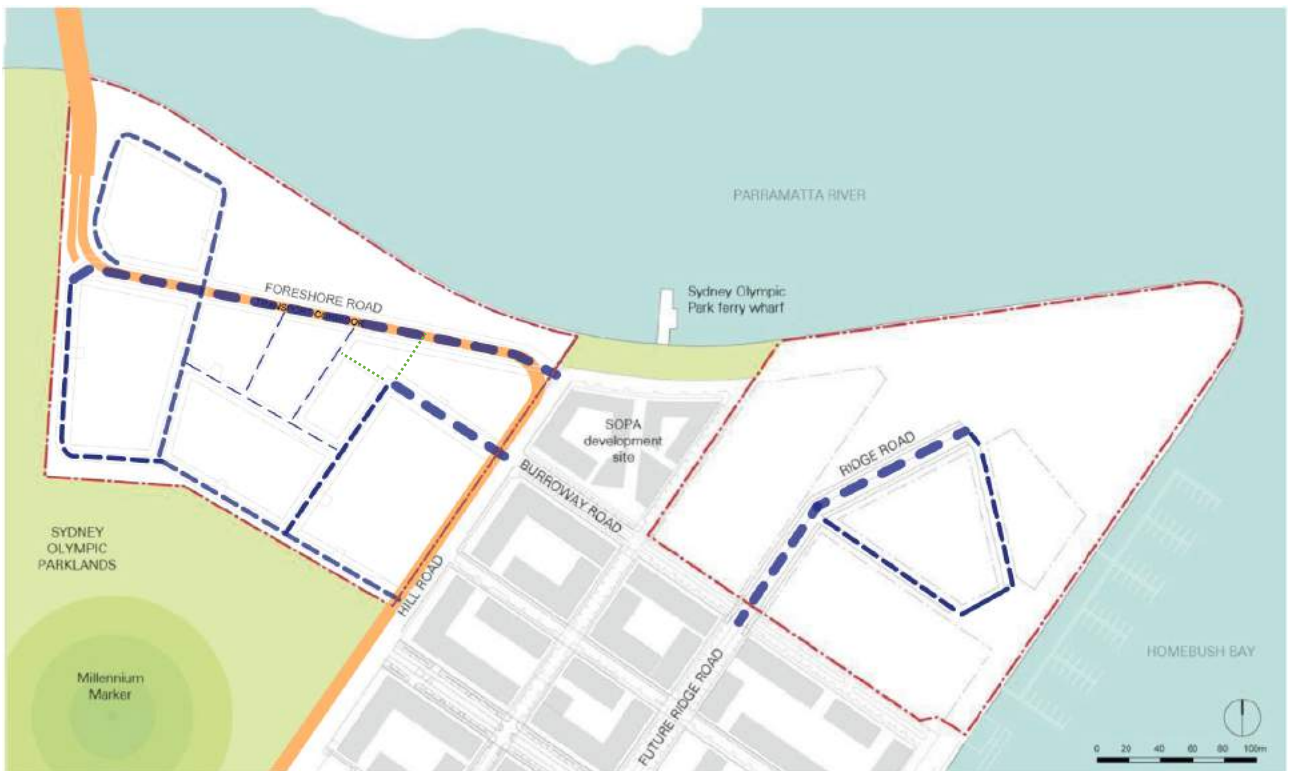 PARRAMATTA RIVER
FORESHORE ROAD
Sydney Olympic
Park ferry wharf
SOPA
development
site
RIDGE ROAD
BURROWAY ROAD
SYDNEY
OLYMPIC
PARKLANDS
HILL ROAD
Millennium
Marker
FUTURE RIDGE ROAD
HOMEBUSH BAY
0 20 40 60 80 100m